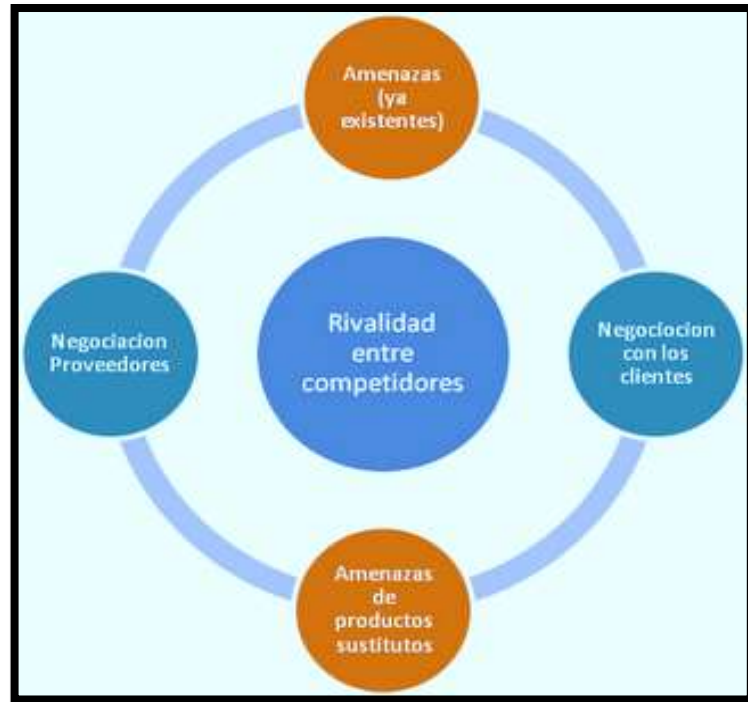 Amenazas
(ya
existentes)
Negociacion
Proveedores
Rivalidad
entre
competidores
Negociocion
con los
clientes
Amenazas
de
productos
sustitutos